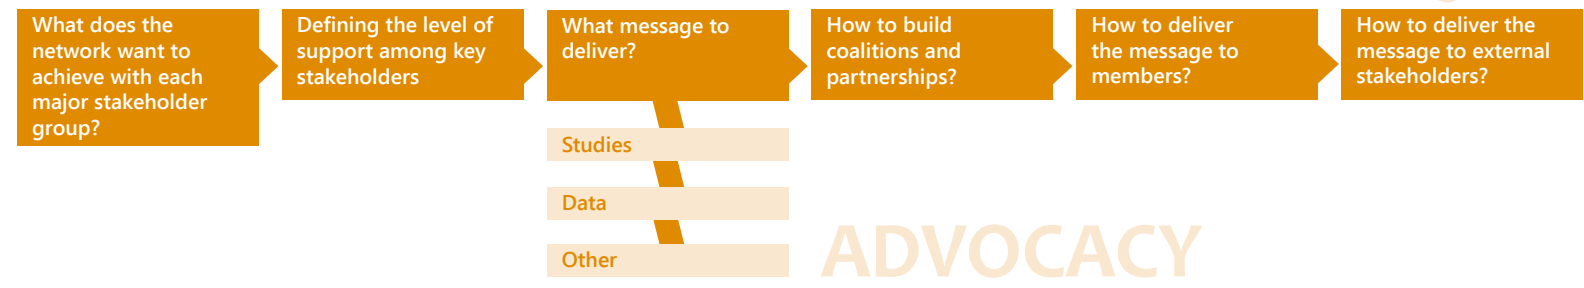 What does the
network want to
achieve with each
major stakeholder
group?
Defining the level of
support among key
stakeholders
What message to
deliver?
Studies
Data
Other
How to build
coalitions and
partnerships?
How to deliver
the message to
members?
How to deliver the
message to external
stakeholders?
ADVOCACY